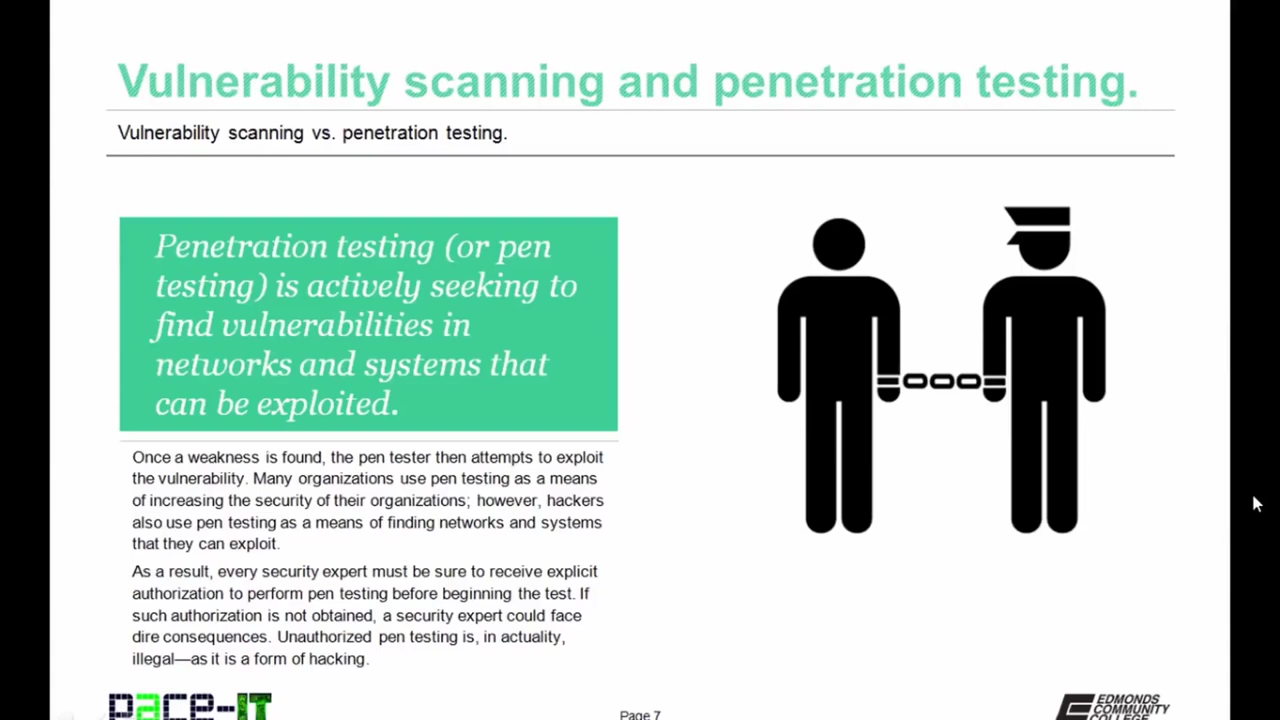 Vulnerability scanning and penetration testing.
Vulnerability scanning vs. penetration testing.
Penetration testing (or pen
testing) is actively seeking to
find vulnerabilities in
networks and systems that
can be exploited.
Once a weakness is found, the pen tester then attempts to exploit
the vulnerability. Many organizations use pen testing as a means
of increasing the security of their organizations; however, hackers
also use pen testing as a means of finding networks and systems
that they can exploit.
As a result, every security expert must be sure to receive explicit
authorization to perform pen testing before beginning the test. If
such authorization is not obtained, a security expert could face
dire consequences. Unauthorized pen testing is, in actuality,
illegal—as it is a form of hacking.
PACE-IT
Page 7
EDMONDS
COMMUNITY
COLLEGE